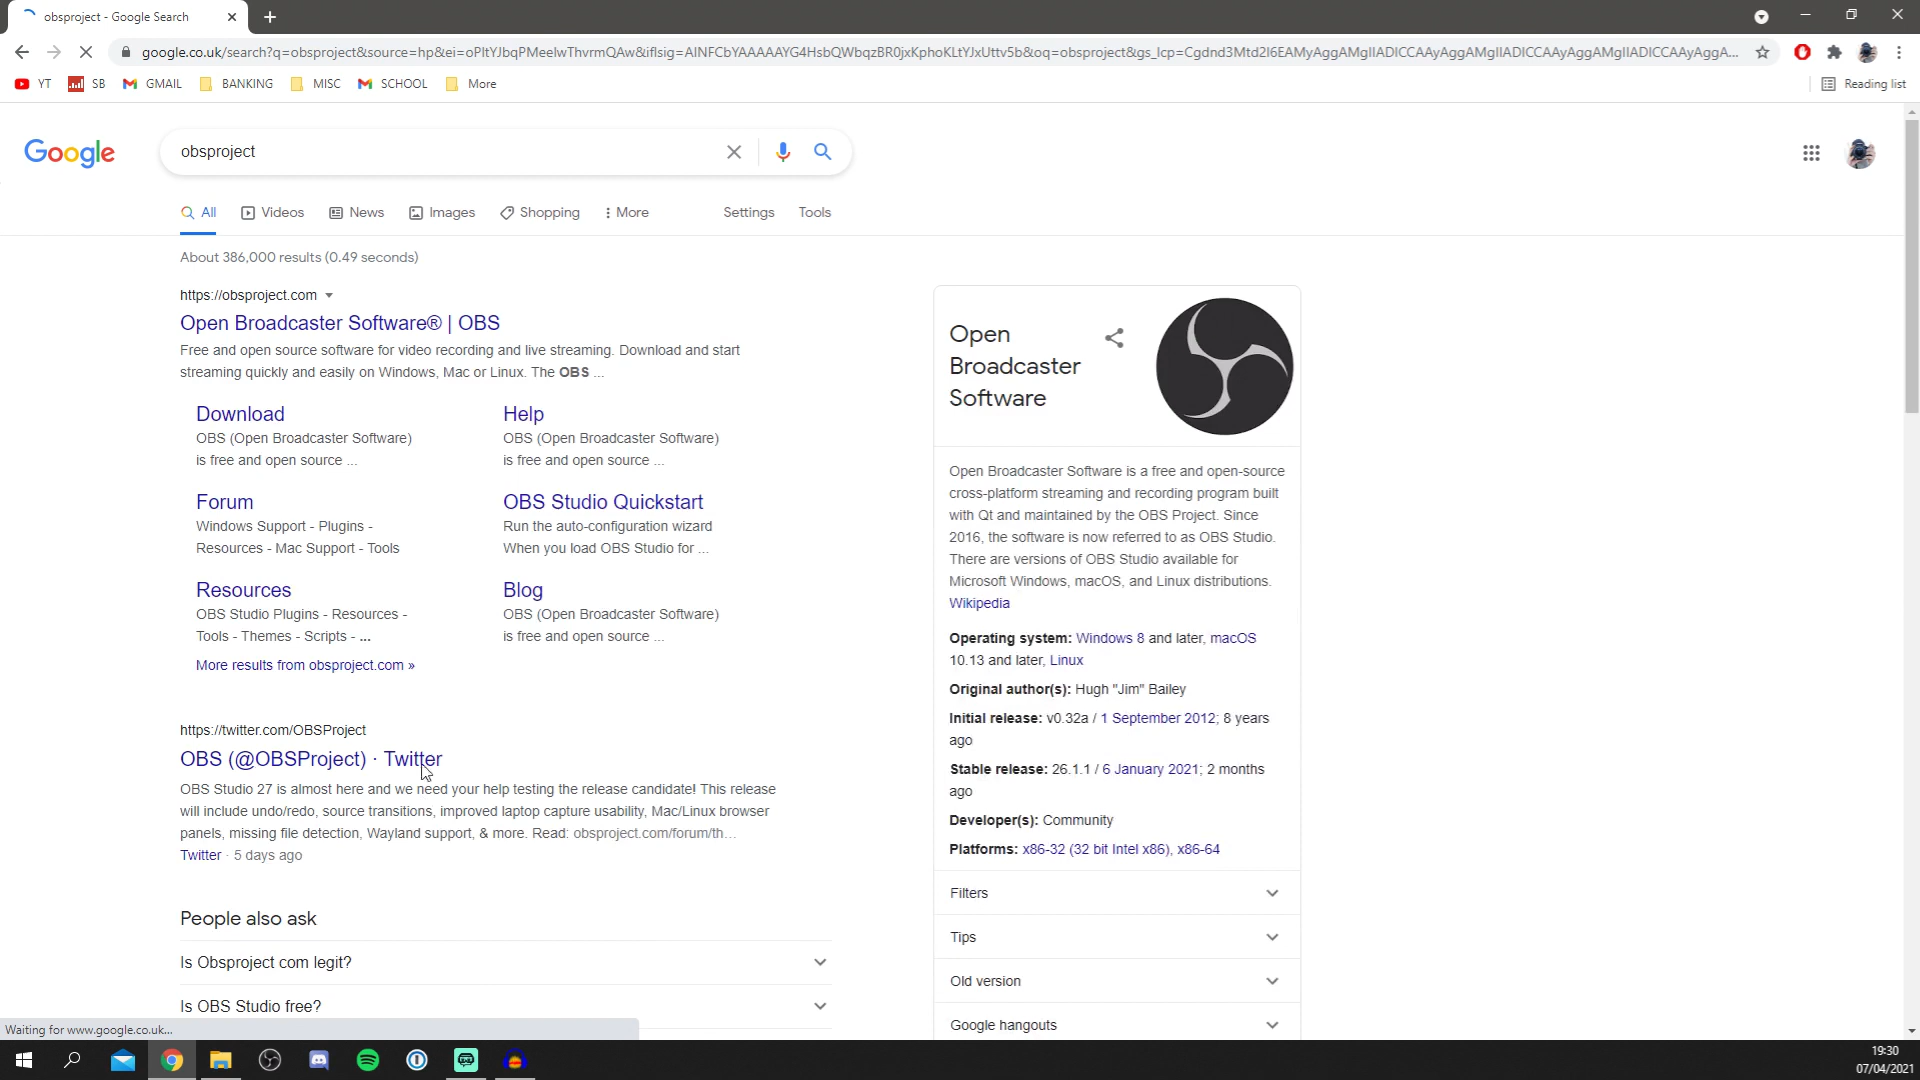 obsproject - Google Search
google.co.uk/search?q=obsproject&source=hp&ei=oPltYJbqPMeelwThvrmQAw&iflsig=AINFCbYAAAAAYG4HsbQWbqzBR0jxKphoKLtYJxUttv5b&oq=obsproject&gs_lcp=Cgdnd3Mtd2l6EAMyAggAMgIIADICCAAyAggAMgIIADICCAAyAggAMgIIADICCAAyAggA...
YT SB GMAIL BANKING MISC SCHOOL More Reading list
Google
obsproject
All Videos News Images Shopping More Settings Tools
About 386,000 results (0.49 seconds)
https://obsproject.com
Open Broadcaster Software® | OBS
Free and open source software for video recording and live streaming. Download and start
streaming quickly and easily on Windows, Mac or Linux. The OBS ...
Download
OBS (Open Broadcaster Software)
is free and open source ...
Help
OBS (Open Broadcaster Software)
is free and open source ...
Forum
Windows Support - Plugins -
Resources - Mac Support - Tools
OBS Studio Quickstart
Run the auto-configuration wizard
When you load OBS Studio for ...
Resources
OBS Studio Plugins - Resources -
Tools - Themes - Scripts - ...
Blog
OBS (Open Broadcaster Software)
is free and open source ...
More results from obsproject.com »
https://twitter.com/OBSProject
OBS (@OBSProject) · Twitter
OBS Studio 27 is almost here and we need your help testing the release candidate! This release
will include undo/redo, source transitions, improved laptop capture usability, Mac/Linux browser
panels, missing file detection, Wayland support, & more. Read: obsproject.com/forum/th...
Twitter · 5 days ago
People also ask
Is Obsproject com legit?
Is OBS Studio free?
Open
Broadcaster
Software
Open Broadcaster Software is a free and open-source
cross-platform streaming and recording program built
with Qt and maintained by the OBS Project. Since
2016, the software is now referred to as OBS Studio.
There are versions of OBS Studio available for
Microsoft Windows, macOS, and Linux distributions.
Wikipedia
Operating system: Windows 8 and later, macOS
10.13 and later, Linux
Original author(s): Hugh "Jim" Bailey
Initial release: v0.32a / 1 September 2012; 8 years
ago
Stable release: 26.1.1 / 6 January 2021; 2 months
ago
Developer(s): Community
Platforms: x86-32 (32 bit Intel x86), x86-64
Filters
Tips
Old version
Google hangouts
Waiting for www.google.co.uk...
19:30
07/04/2021